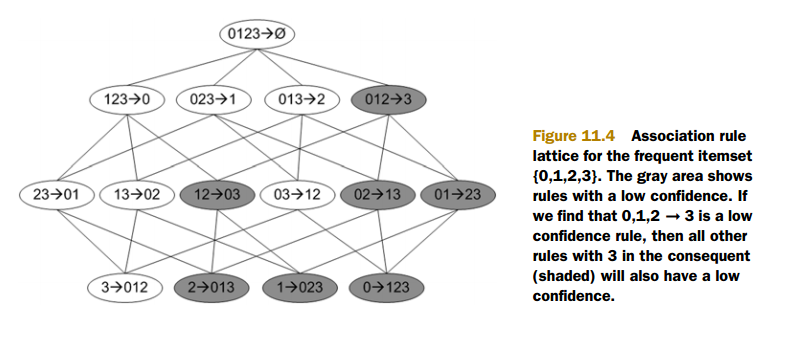 0123→Ø
123→0
023→1
013→2
012→3
23→01
13→02
12→03
03→12
02→13
01→23
3→012
2→013
1→023
0→123
Figure 11.4 Association rule
lattice for the frequent itemset
{0,1,2,3}. The gray area shows
rules with a low confidence. If
we find that 0,1,2 → 3 is a low
confidence rule, then all other
rules with 3 in the consequent
(shaded) will also have a low
confidence.